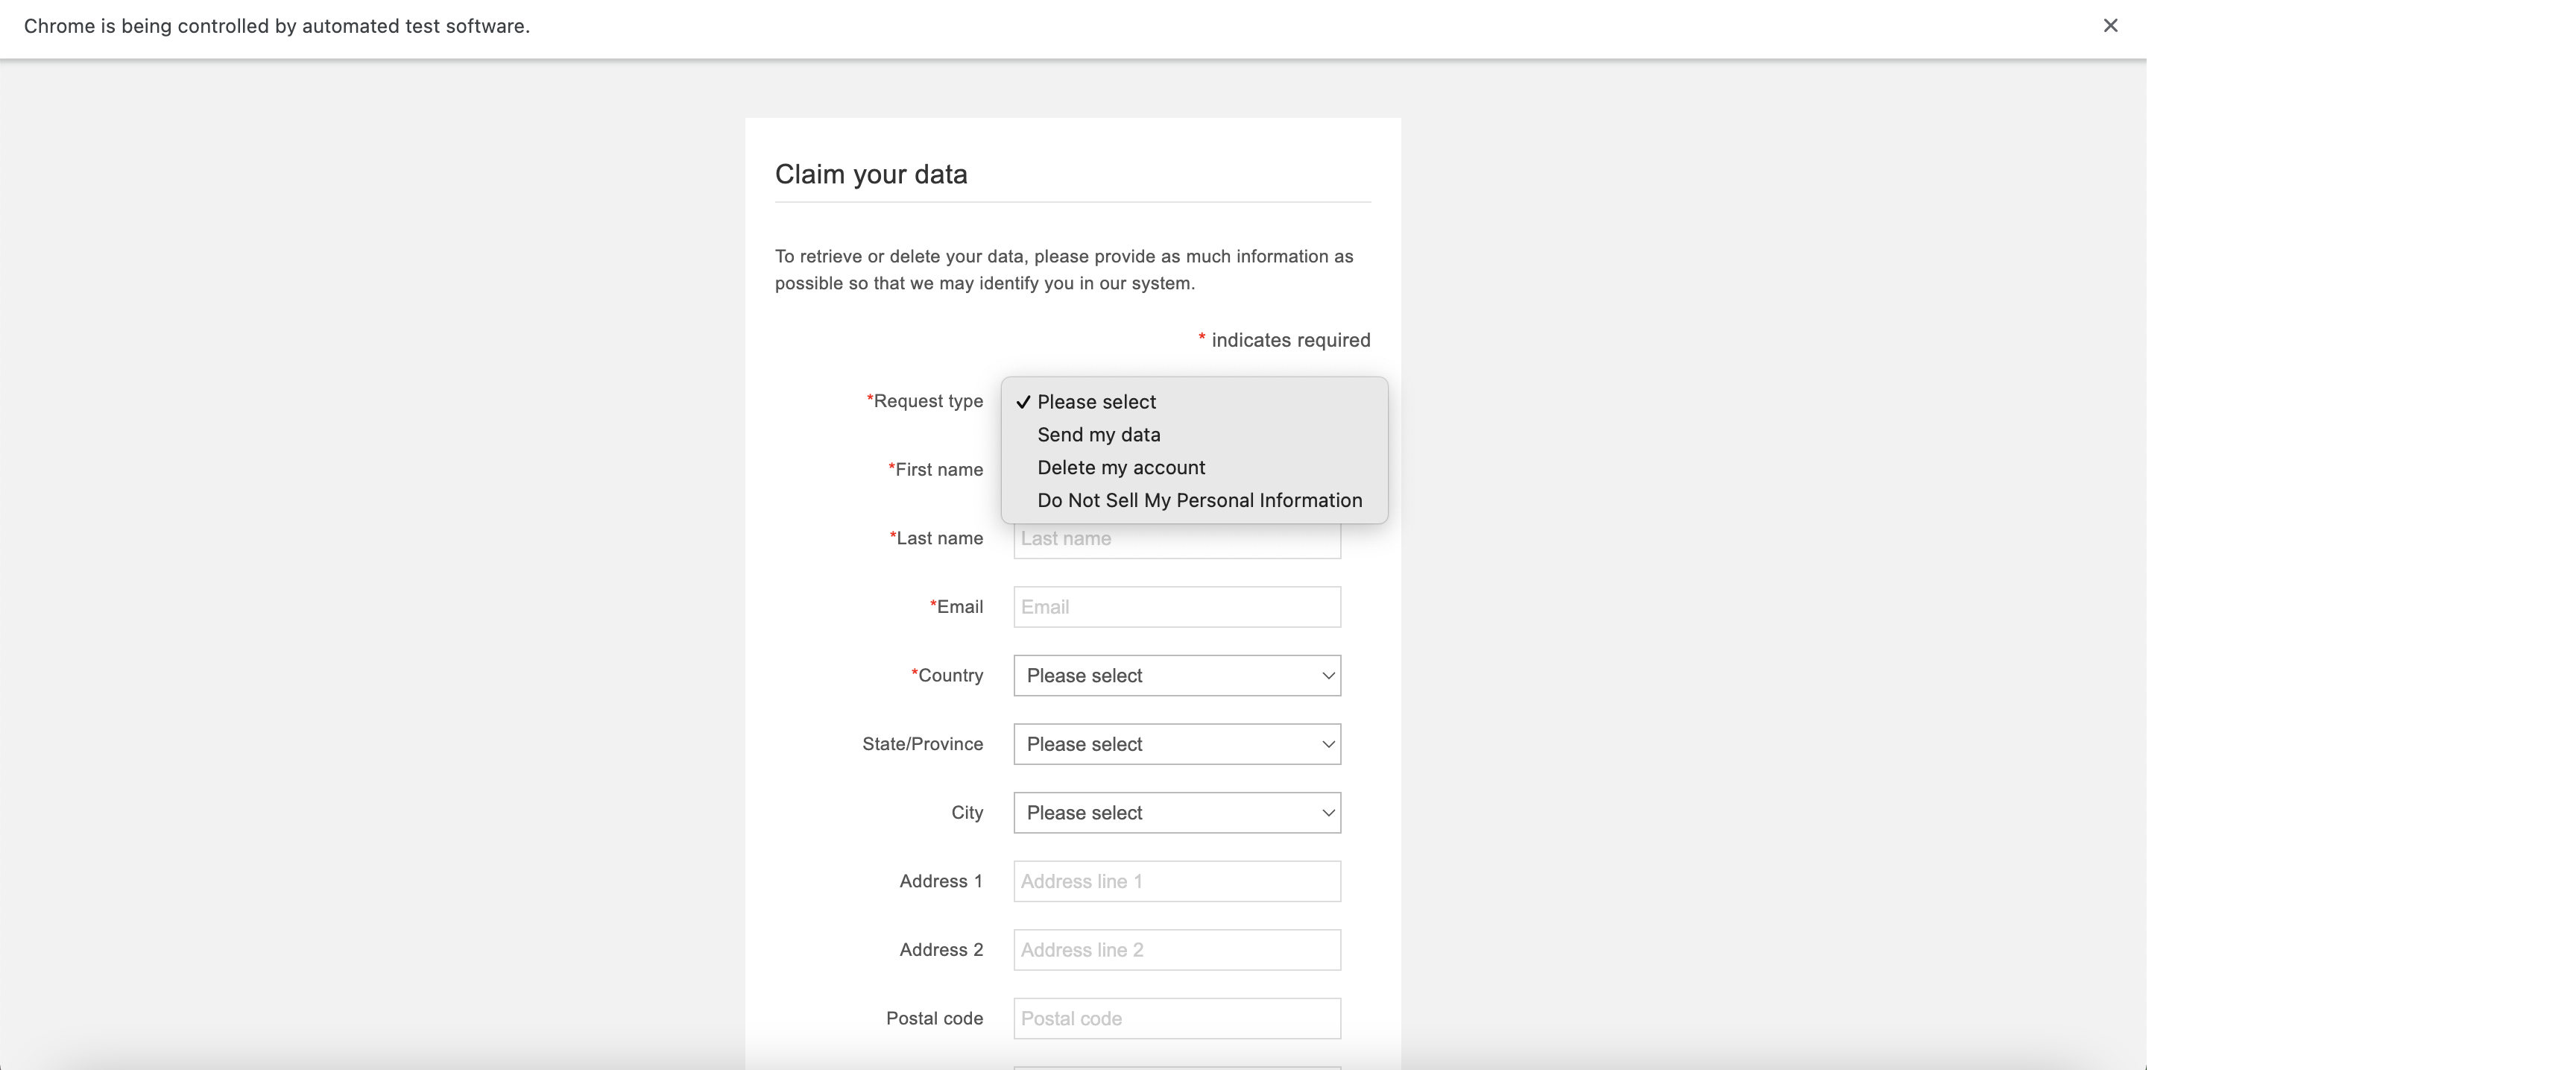 Chrome is being controlled by automated test software.
Claim your data
To retrieve or delete your data, please provide as much information as
possible so that we may identify you in our system.
* indicates required
*Request type
✓ Please select
Send my data
Delete my account
Do Not Sell My Personal Information
*First name
*Last name Last name
*Email Email
*Country Please select
State/Province Please select
City Please select
Address 1 Address line 1
Address 2 Address line 2
Postal code Postal code